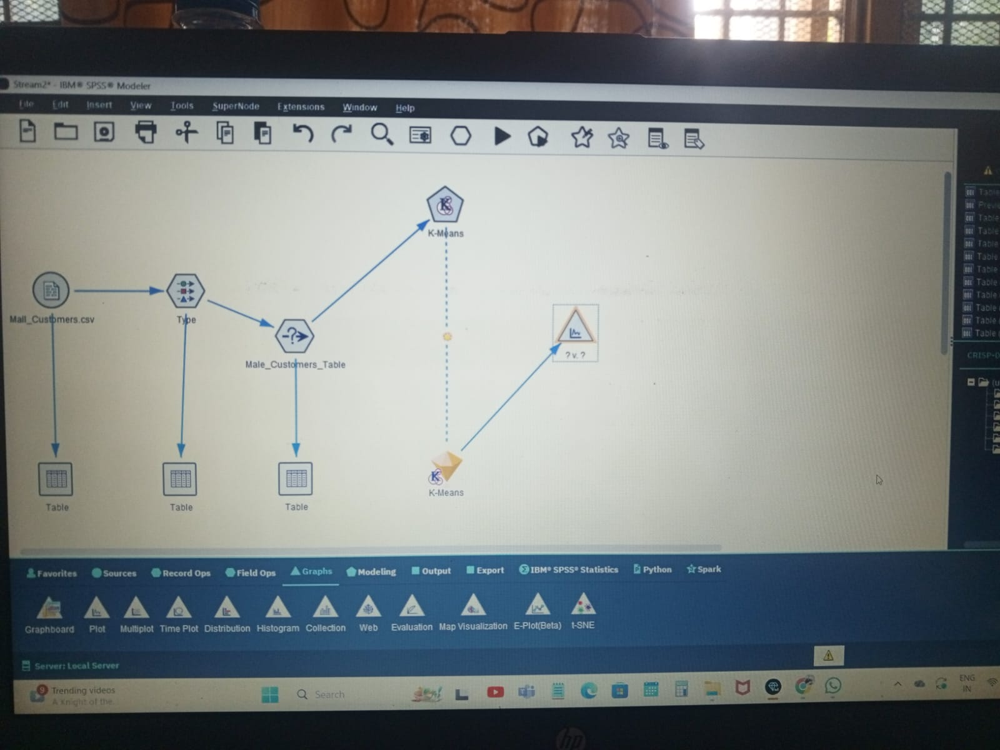 Stream2* - IBM® SPSS® Modeler
File Edit Insert View Tools SuperNode Extensions Window Help
K-Means
Mall_Customers.csv
Type
Male_Customers_Table
? v. ?
K-Means
Table
Table
Table
Table
Table
Table
Table
Table
Table
Table
Table
Table
Table
Table
CRISP-D
(u
Favorites Sources Record Ops Field Ops Graphs Modeling Output Export IBM® SPSS® Statistics Python Spark
Graphboard Plot Multiplot Time Plot Distribution Histogram Collection Web Evaluation Map Visualization E-Plot(Beta) t-SNE
Server: Local Server
9
Trending videos
A Knight of the
Search
ENG
IN
hp